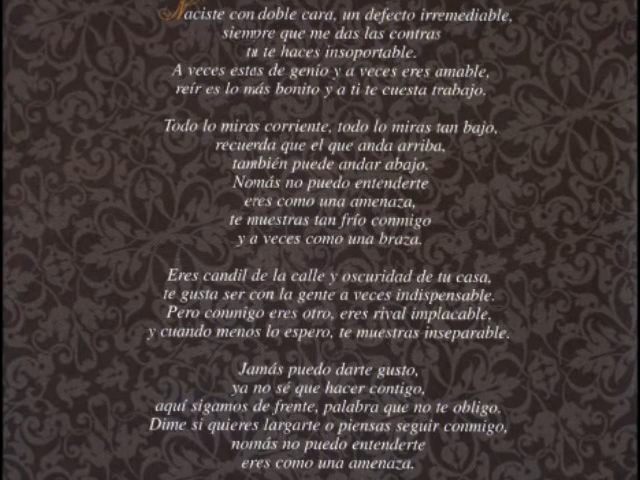 Naciste con doble cara, un defecto irremediable,
siempre que me das las contras
tu te haces insoportable.
A veces estas de genio y a veces eres amable,
reír es lo más bonito y a ti te cuesta trabajo.
Todo lo miras corriente, todo lo miras tan bajo,
recuerda que el que anda arriba,
también puede andar abajo.
Nomás no puedo entenderte
eres como una amenaza,
te muestras tan frío conmigo
y a veces como una braza.
Eres candil de la calle y oscuridad de tu casa,
te gusta ser con la gente a veces indispensable.
Pero conmigo eres otro, eres rival implacable,
y cuando menos lo espero, te muestras inseparable.
Jamás puedo darte gusto,
ya no sé que hacer contigo,
aquí sigamos de frente, palabra que no te obligo.
Dime si quieres largarte o piensas seguir conmigo,
nomás no puedo entenderte
eres como una amenaza.